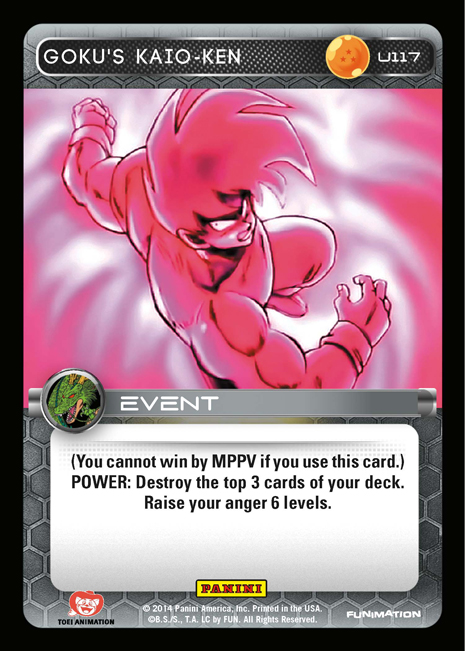 GOKU'S KAIO-KEN U117
EVENT
(You cannot win by MPPV if you use this card.)
POWER: Destroy the top 3 cards of your deck.
Raise your anger 6 levels.
PANINI
TOEI ANIMATION
© 2014 Panini America, Inc. Printed in the USA.
©B.S./S., T.A. LC by FUN. All Rights Reserved.
FUNIMATION